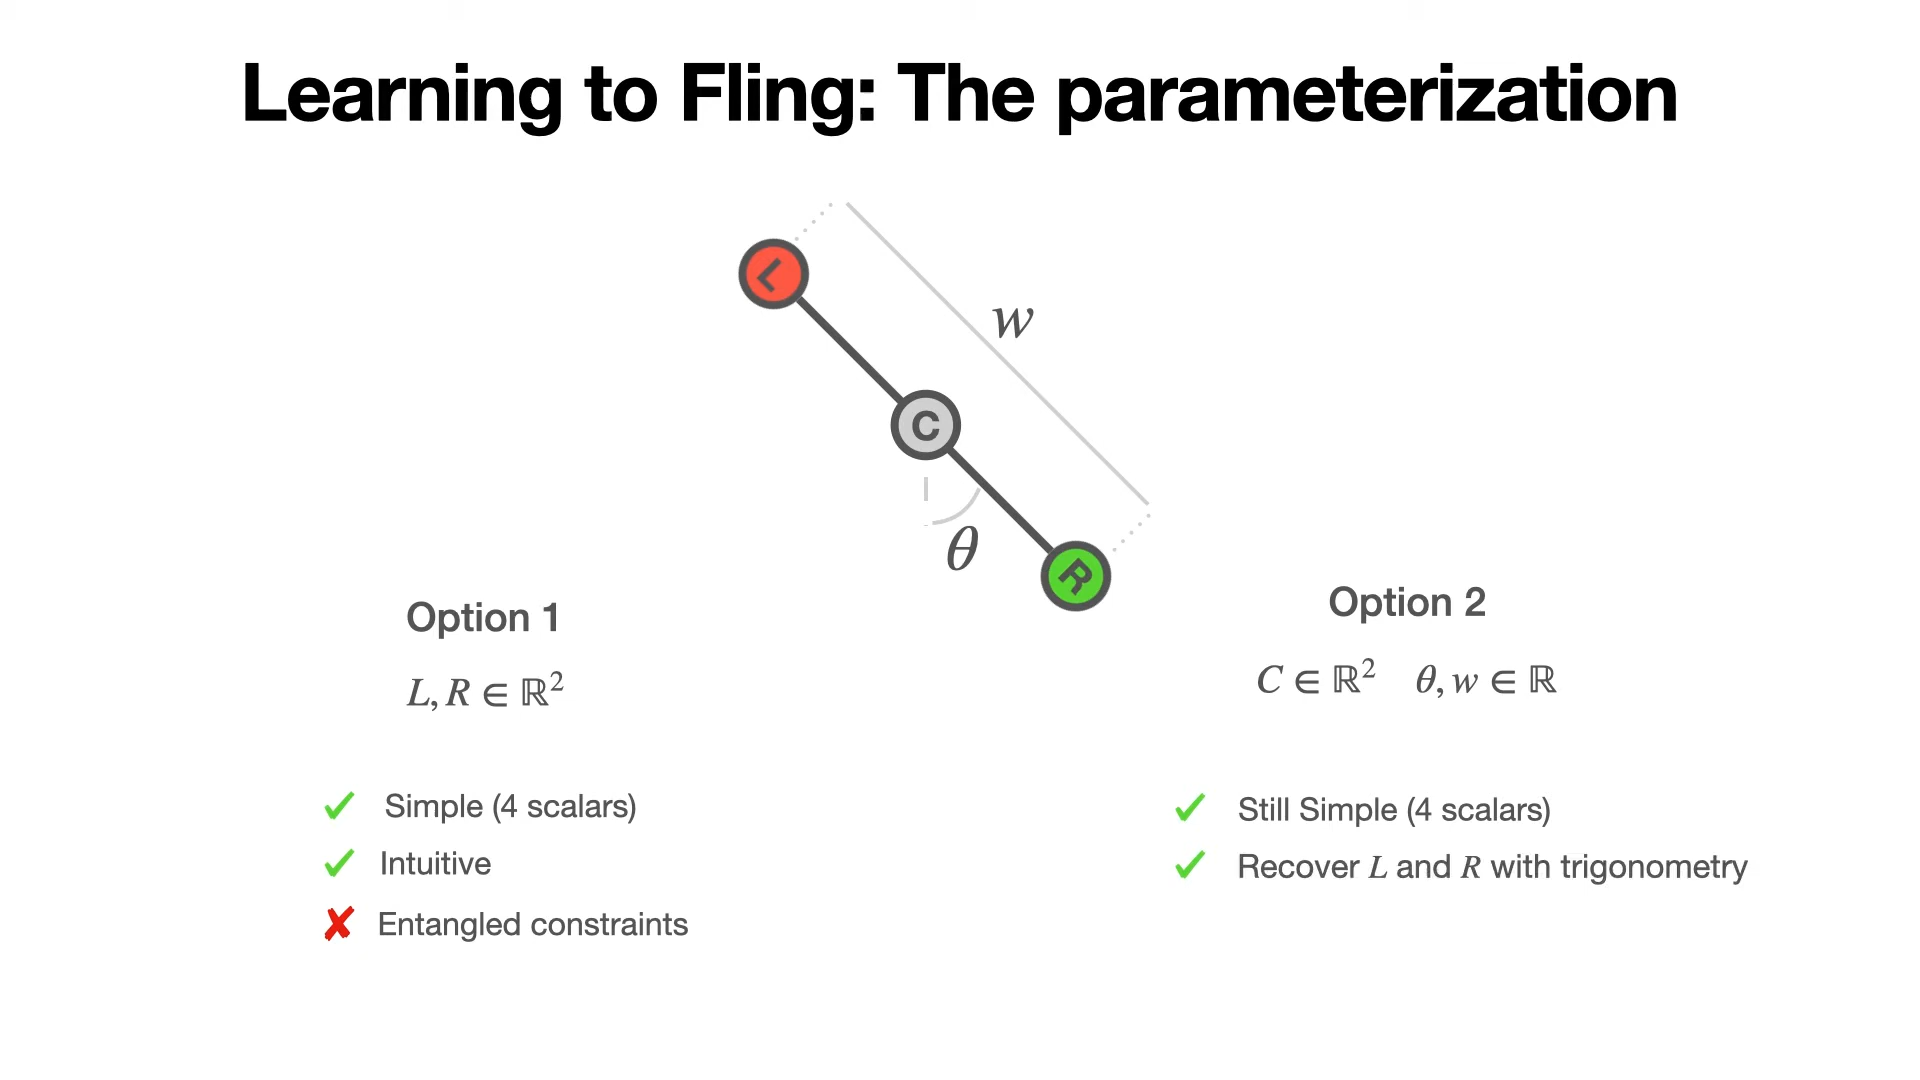 Learning to Fling: The parameterization
L
w
C
θ
R
Option 1
L, R ∈ ℝ²
✓ Simple (4 scalars)
✓ Intuitive
✘ Entangled constraints
Option 2
C ∈ ℝ² θ, w ∈ ℝ
✓ Still Simple (4 scalars)
✓ Recover L and R with trigonometry